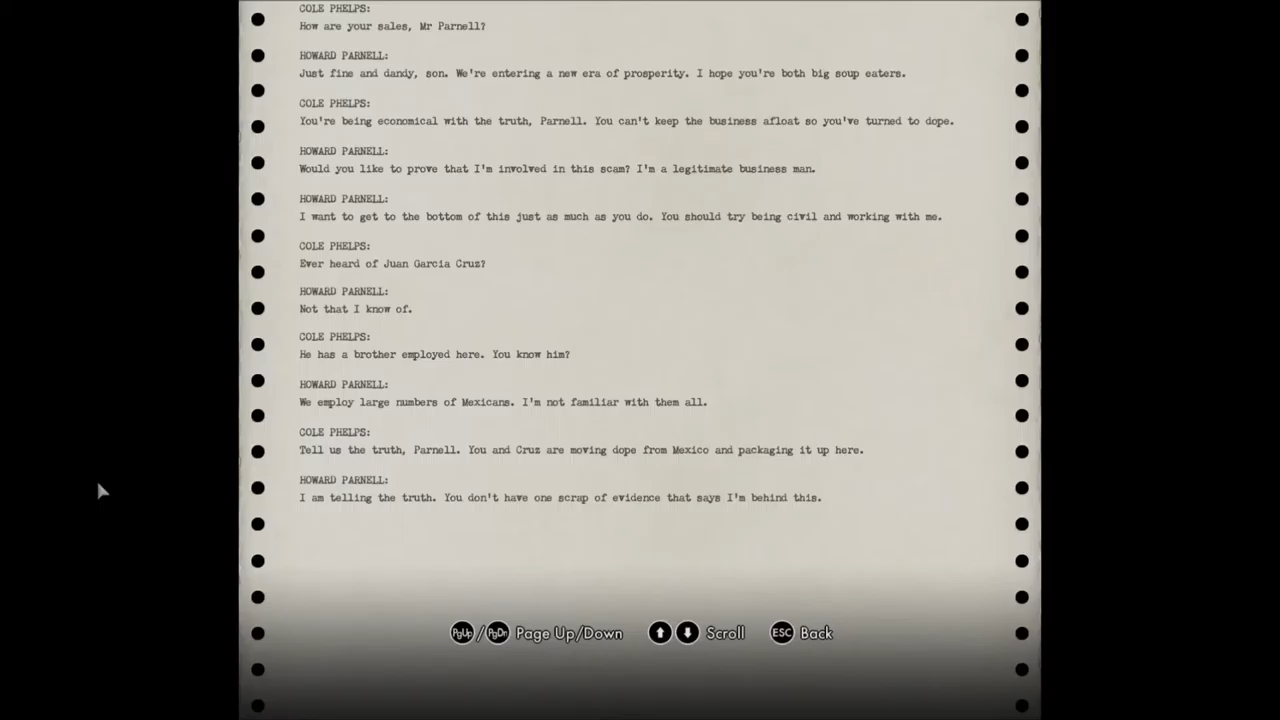 COLE PHELPS:
How are your sales, Mr Parnell?
HOWARD PARNELL:
Just fine and dandy, son. We're entering a new era of prosperity. I hope you're both big soup eaters.
COLE PHELPS:
You're being economical with the truth, Parnell. You can't keep the business afloat so you've turned to dope.
HOWARD PARNELL:
Would you like to prove that I'm involved in this scam? I'm a legitimate business man.
HOWARD PARNELL:
I want to get to the bottom of this just as much as you do. You should try being civil and working with me.
COLE PHELPS:
Ever heard of Juan Garcia Cruz?
HOWARD PARNELL:
Not that I know of.
COLE PHELPS:
He has a brother employed here. You know him?
HOWARD PARNELL:
We employ large numbers of Mexicans. I'm not familiar with them all.
COLE PHELPS:
Tell us the truth, Parnell. You and Cruz are moving dope from Mexico and packaging it up here.
HOWARD PARNELL:
I am telling the truth. You don't have one scrap of evidence that says I'm behind this.
PgUp/PgDn Page Up/Down Scroll ESC Back